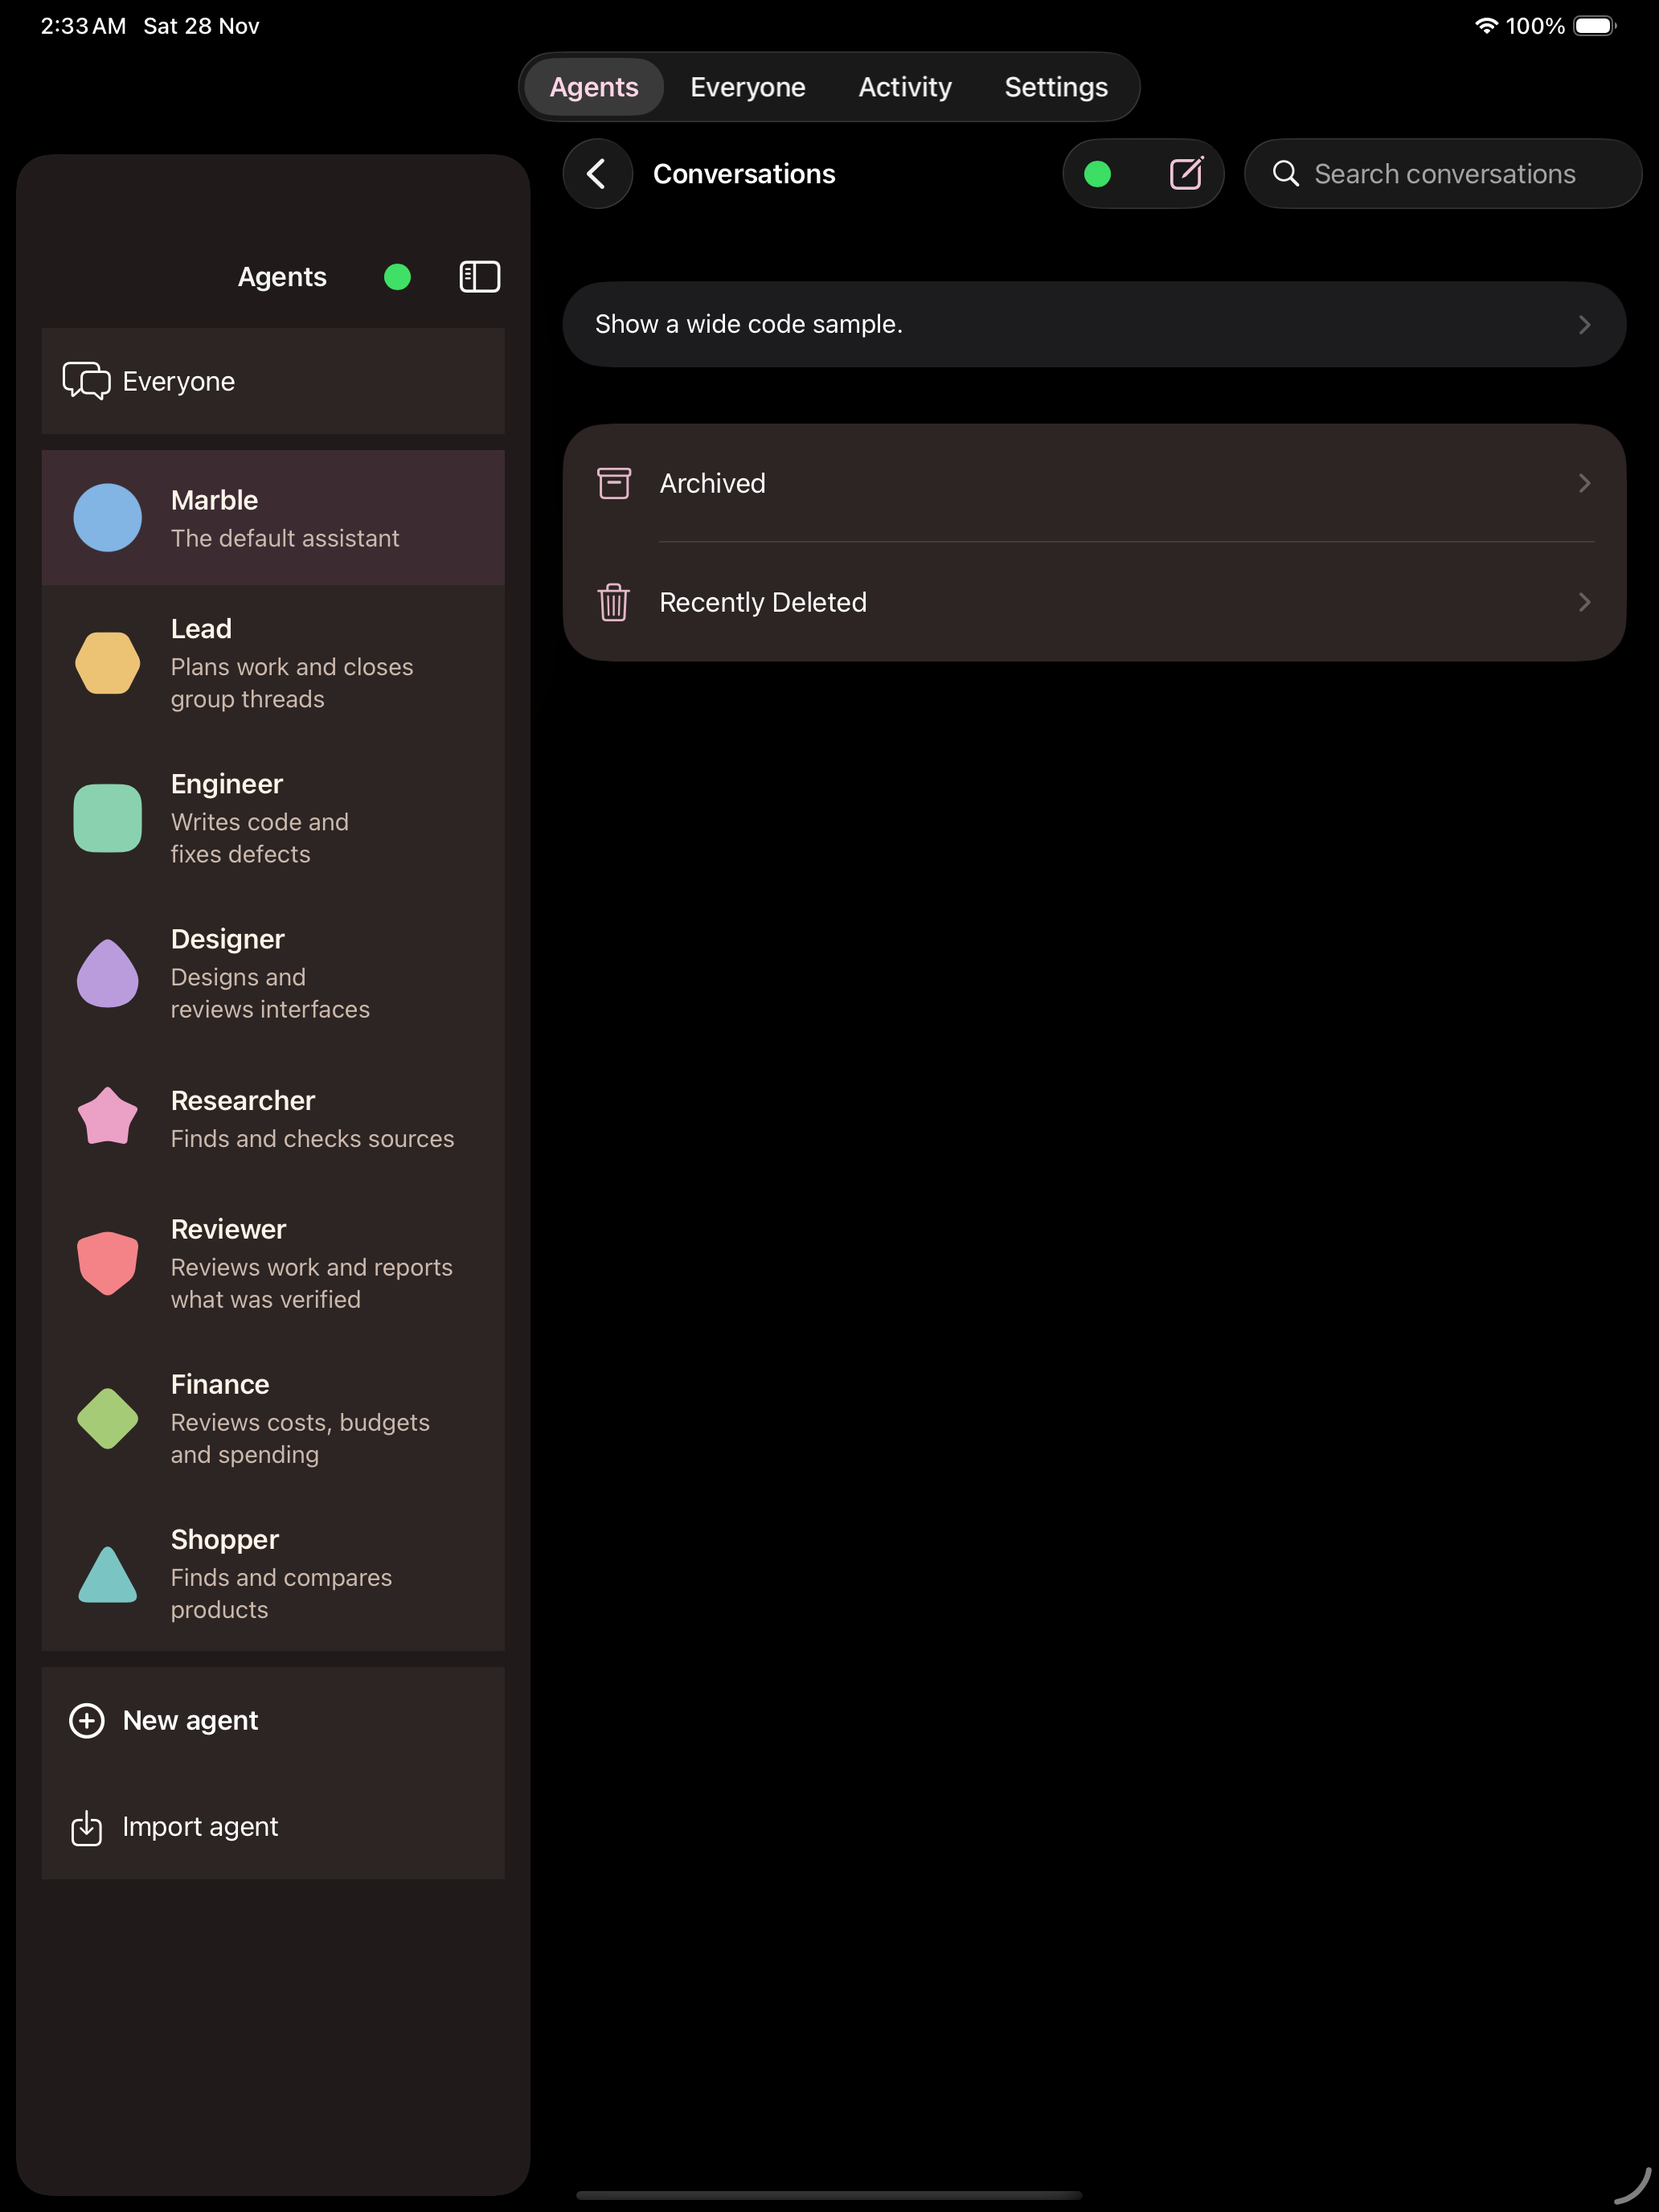 2:33 AM Sat 28 Nov
100%
Agents Everyone Activity Settings
Conversations
Search conversations
Agents
Everyone
Marble
The default assistant
Lead
Plans work and closes
group threads
Engineer
Writes code and
fixes defects
Designer
Designs and
reviews interfaces
Researcher
Finds and checks sources
Reviewer
Reviews work and reports
what was verified
Finance
Reviews costs, budgets
and spending
Shopper
Finds and compares
products
New agent
Import agent
Show a wide code sample.
Archived
Recently Deleted